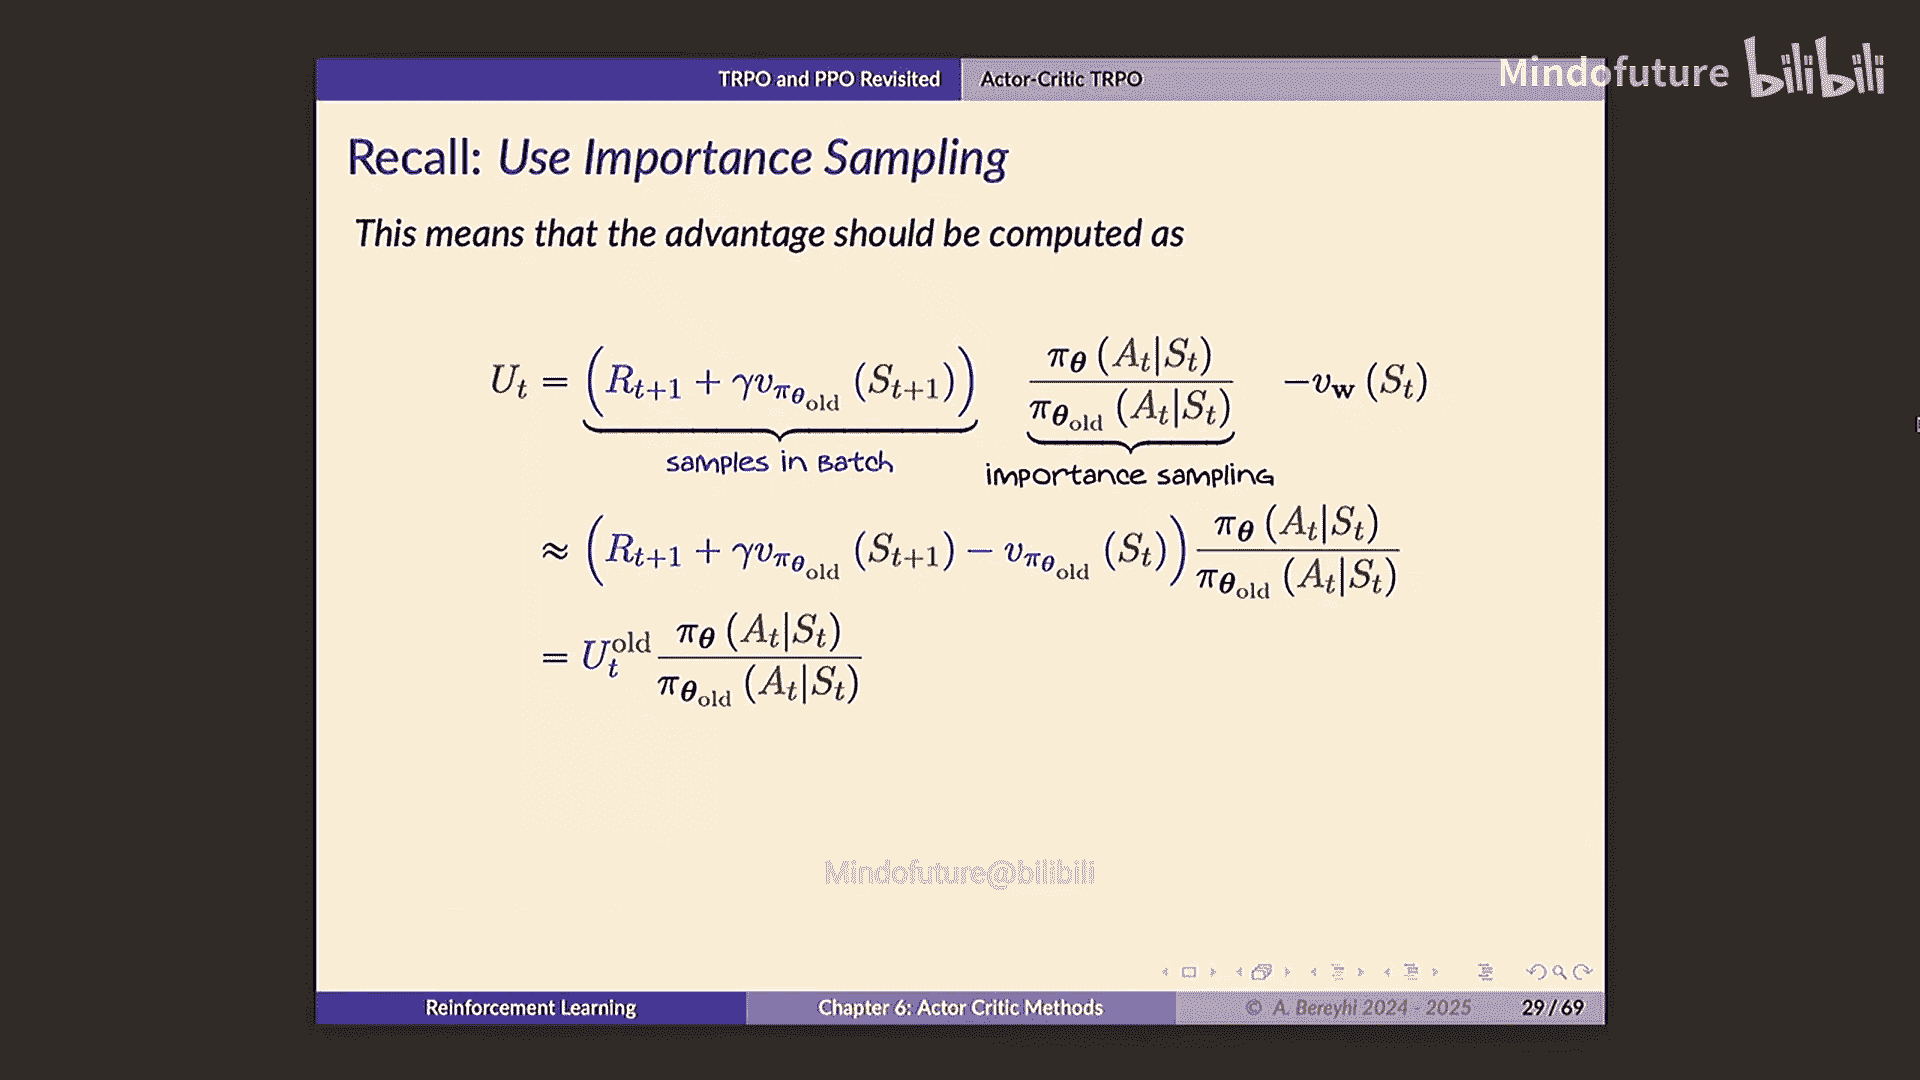 TRPO and PPO Revisited Actor-Critic TRPO
Mindofuture bilibili
Recall: Use Importance Sampling
This means that the advantage should be computed as
U_t = (R_{t+1} + γv_{π_{θ_old}} (S_{t+1})) π_θ (A_t|S_t) / π_{θ_old} (A_t|S_t) −v_w (S_t)
samples in Batch
importance sampling
≈ (R_{t+1} + γv_{π_{θ_old}} (S_{t+1}) − v_{π_{θ_old}} (S_t)) π_θ (A_t|S_t) / π_{θ_old} (A_t|S_t)
= U_t^{old} π_θ (A_t|S_t) / π_{θ_old} (A_t|S_t)
Mindofuture@bilibili
Reinforcement Learning Chapter 6: Actor Critic Methods © A. Bereyhi 2024 - 2025 29 / 69